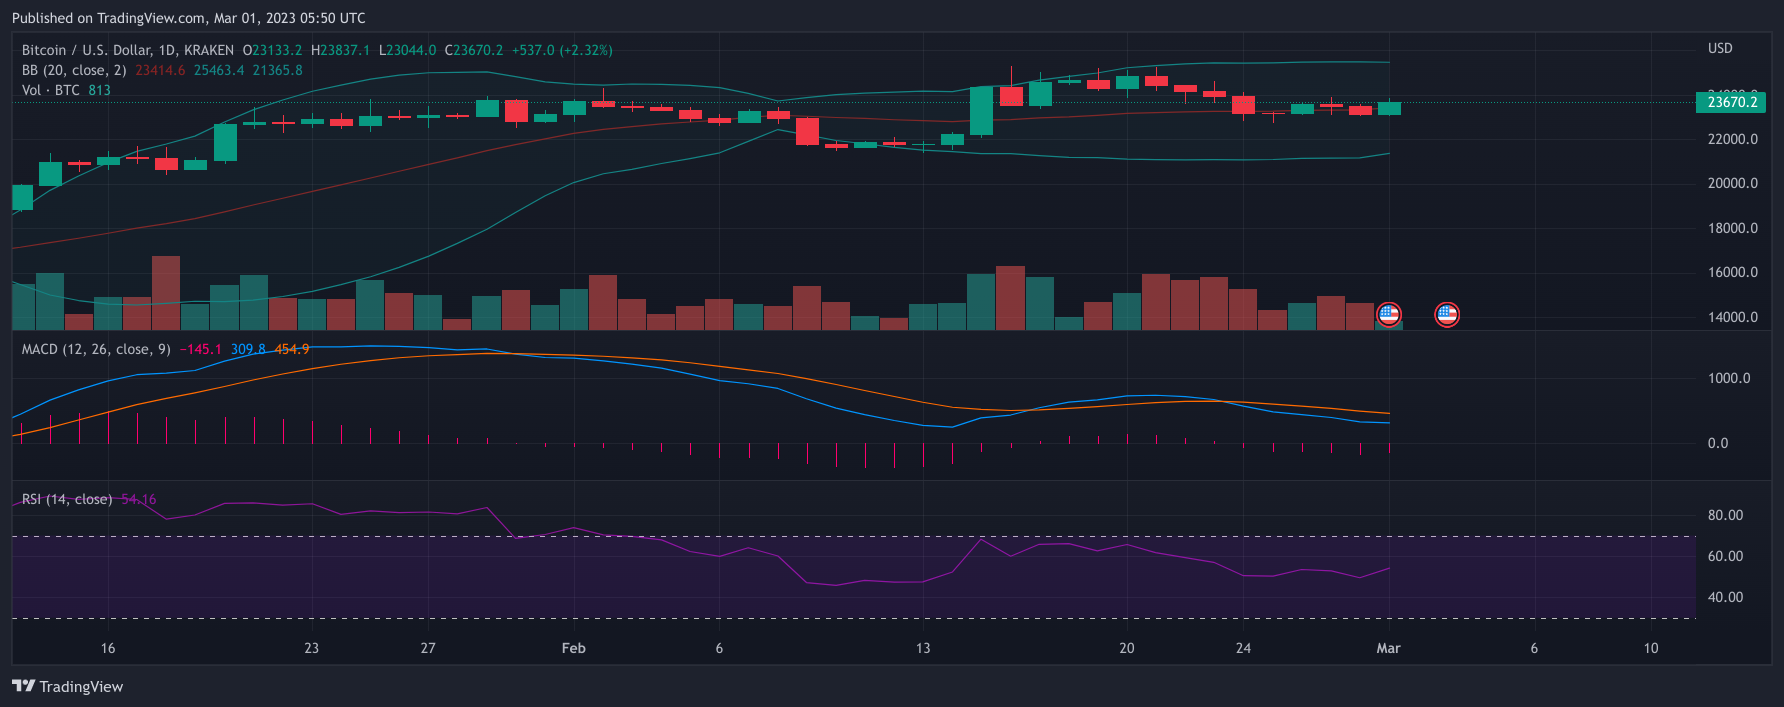 Published on TradingView.com, Mar 01, 2023 05:50 UTC
Bitcoin / U.S. Dollar, 1D, KRAKEN O23133.2 H23837.1 L23044.0 C23670.2 +537.0 (+2.32%)
USD
BB (20, close, 2) 23414.6 25463.4 21365.8
Vol · BTC 813
24000.0
23670.2
22000.0
20000.0
18000.0
16000.0
14000.0
MACD (12, 26, close, 9) −145.1 309.8 454.9
1000.0
0.0
RSI (14, close) 54.16
80.00
60.00
40.00
16 23 27 Feb 6 13 20 24 Mar 6 10
TradingView